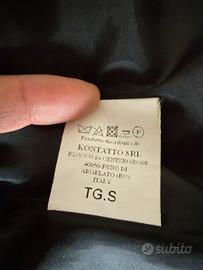 Prodotto distribuito da
KONTATTO SRL
BLOCCO 14 CENTERGROSS
40050 FUNO DI
ARGELATO (BO)
ITALY
TG.S
subito